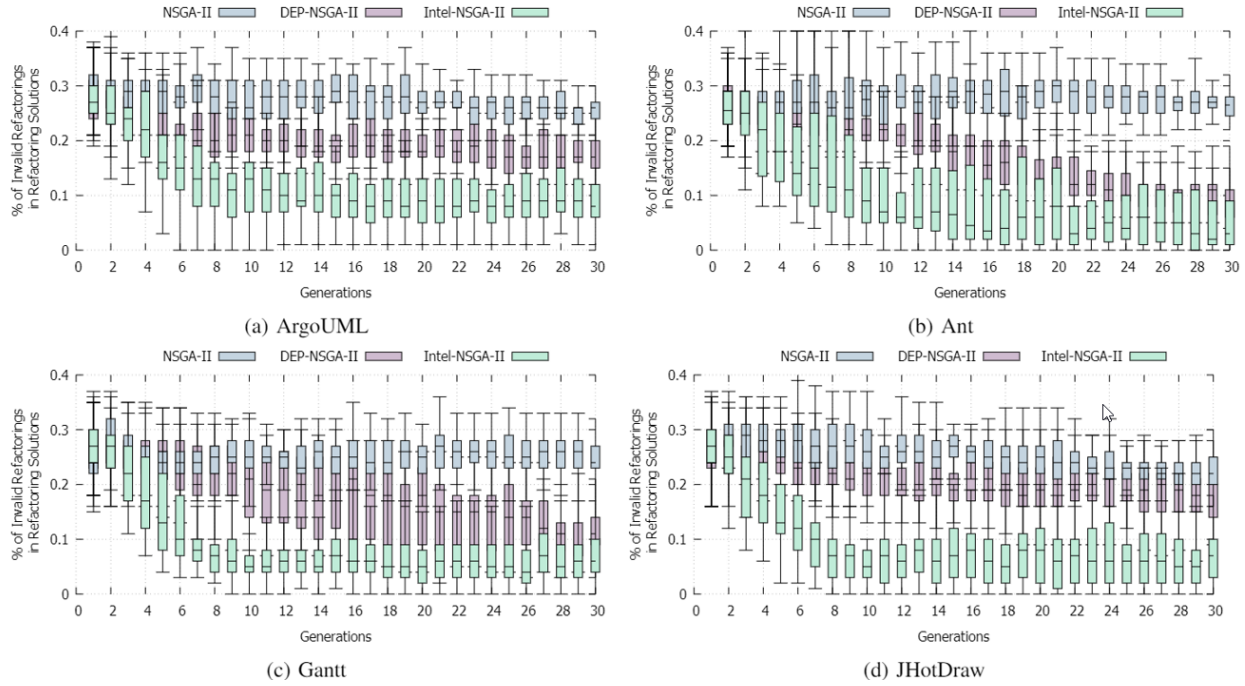 NSGA-II DEP-NSGA-II Intel-NSGA-II
0.4
0.3
0.2
0.1
0
% of Invalid Refactorings
in Refactoring Solutions
0 2 4 6 8 10 12 14 16 18 20 22 24 26 28 30
Generations
(a) ArgoUML
NSGA-II DEP-NSGA-II Intel-NSGA-II
0.4
0.3
0.2
0.1
0
% of Invalid Refactorings
in Refactoring Solutions
0 2 4 6 8 10 12 14 16 18 20 22 24 26 28 30
Generations
(b) Ant
NSGA-II DEP-NSGA-II Intel-NSGA-II
0.4
0.3
0.2
0.1
0
% of Invalid Refactorings
in Refactoring Solutions
0 2 4 6 8 10 12 14 16 18 20 22 24 26 28 30
Generations
(c) Gantt
NSGA-II DEP-NSGA-II Intel-NSGA-II
0.4
0.3
0.2
0.1
0
% of Invalid Refactorings
in Refactoring Solutions
0 2 4 6 8 10 12 14 16 18 20 22 24 26 28 30
Generations
(d) JHotDraw